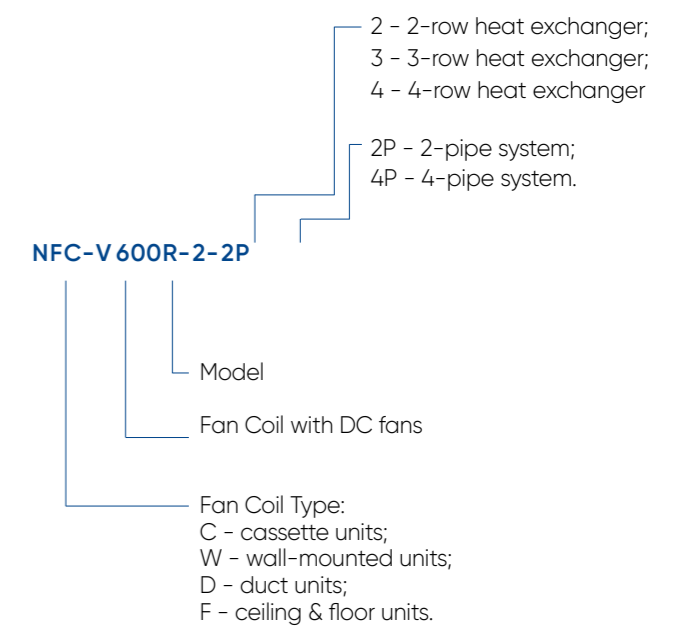 2 - 2-row heat exchanger;
3 - 3-row heat exchanger;
4 - 4-row heat exchanger
2P - 2-pipe system;
4P - 4-pipe system.
NFC-V600R-2-2P
Model
Fan Coil with DC fans
Fan Coil Type:
C - cassette units;
W - wall-mounted units;
D - duct units;
F - ceiling & floor units.